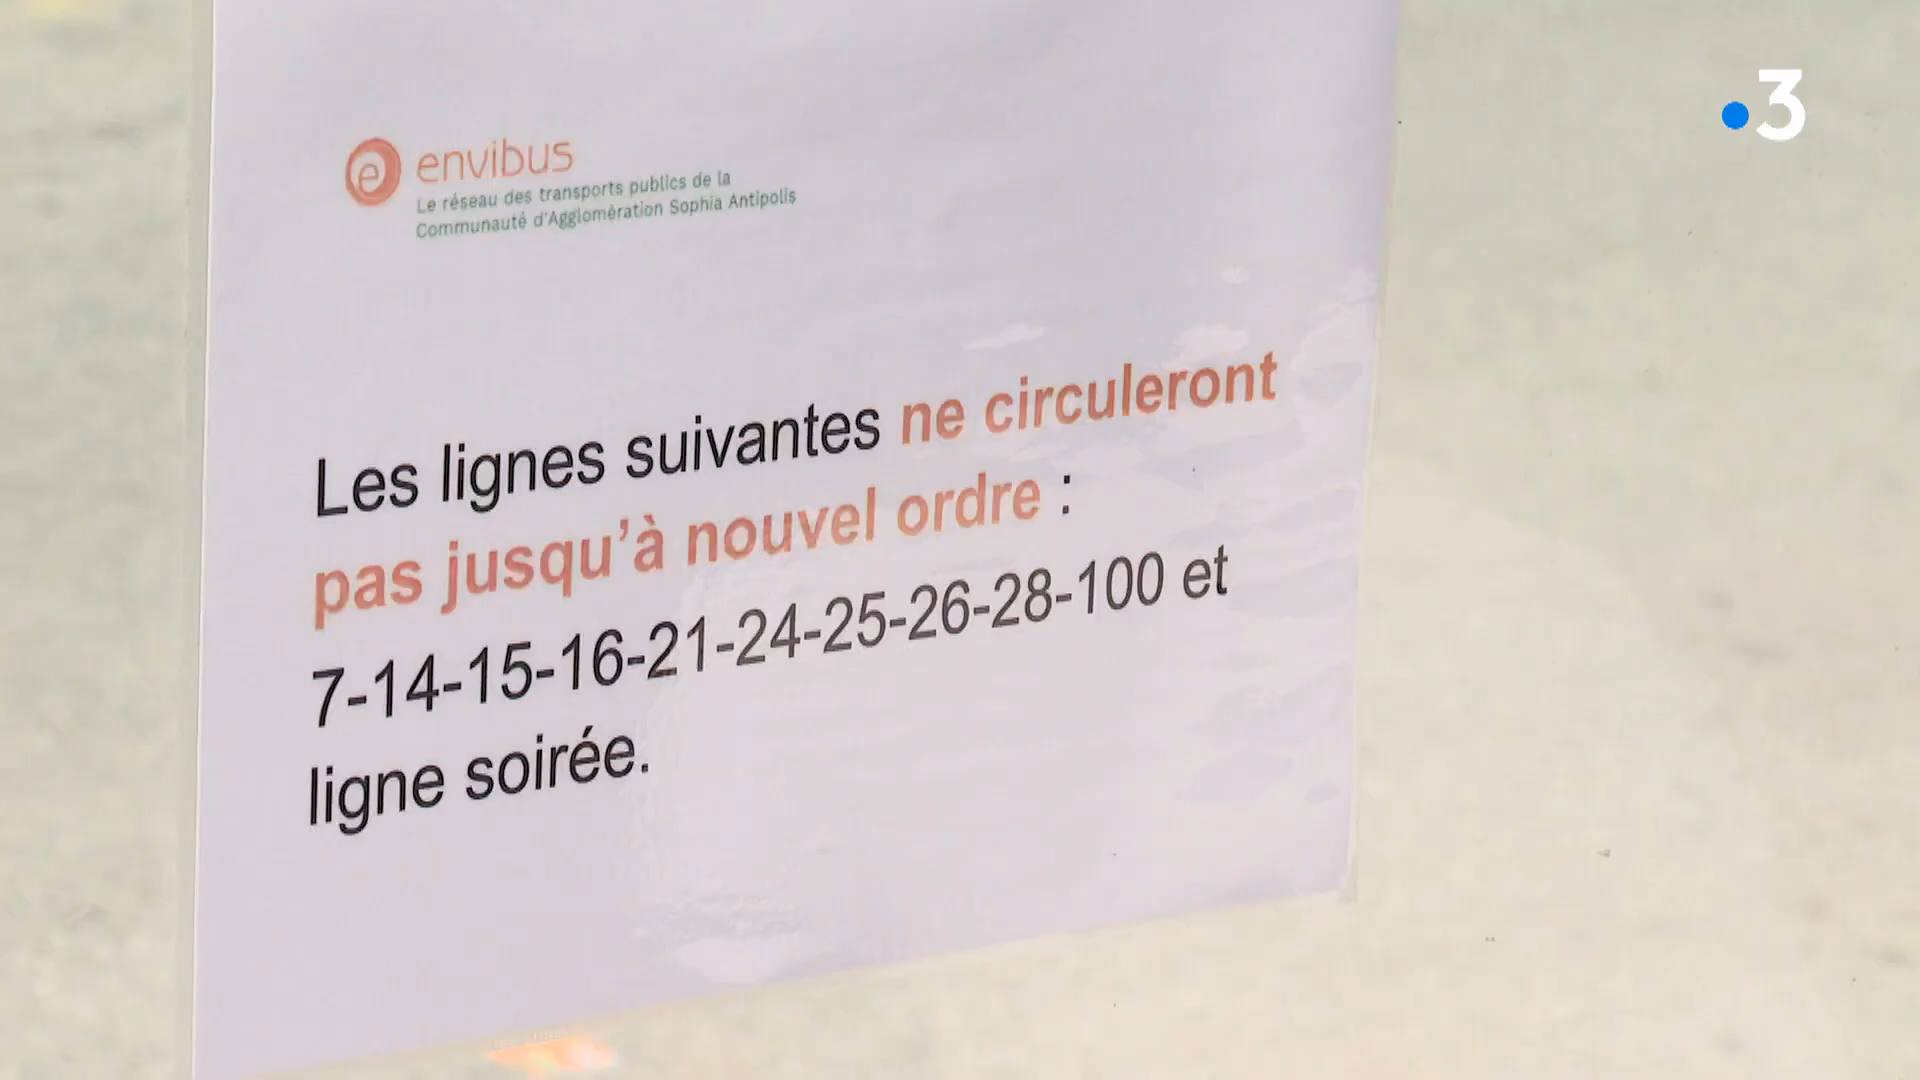 3
e envibus
Le réseau des transports publics de la
Communauté d'Agglomération Sophia Antipolis
Les lignes suivantes ne circuleront
pas jusqu'à nouvel ordre :
7-14-15-16-21-24-25-26-28-100 et
ligne soirée.